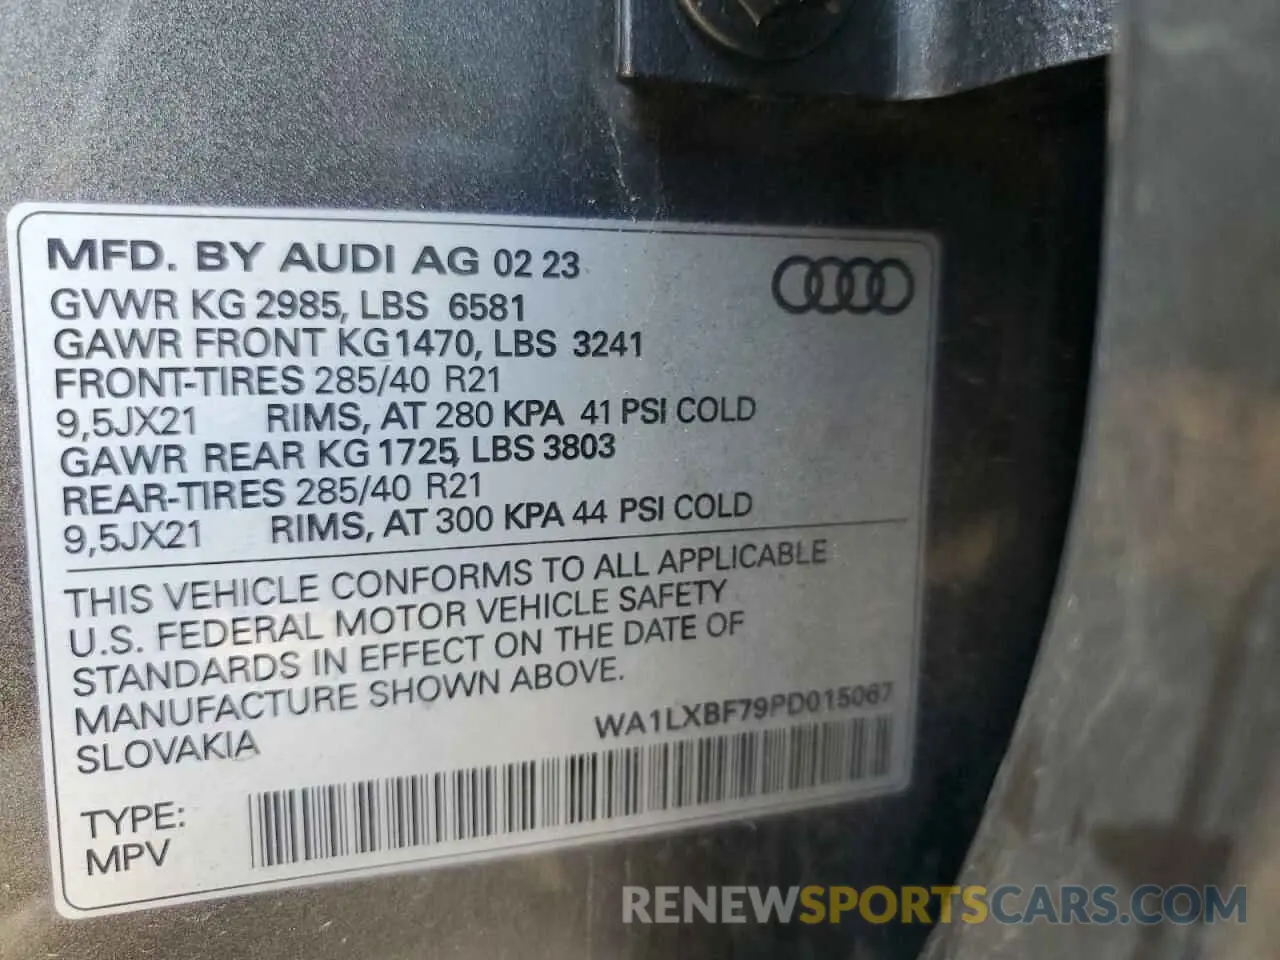 MFD. BY AUDI AG 02 23
GVWR KG 2985, LBS 6581
GAWR FRONT KG 1470, LBS 3241
FRONT-TIRES 285/40 R21
9,5JX21 RIMS, AT 280 KPA 41 PSI COLD
GAWR REAR KG 1725, LBS 3803
REAR-TIRES 285/40 R21
9,5JX21 RIMS, AT 300 KPA 44 PSI COLD
THIS VEHICLE CONFORMS TO ALL APPLICABLE
U.S. FEDERAL MOTOR VEHICLE SAFETY
STANDARDS IN EFFECT ON THE DATE OF
MANUFACTURE SHOWN ABOVE.
SLOVAKIA
WA1LXBF79PD015067
TYPE:
MPV
RENEWSPORTSCARS.COM